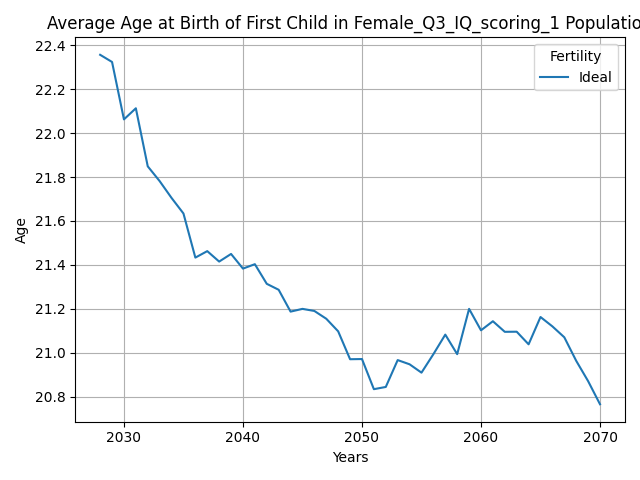 Average Age at Birth of First Child in Female_Q3_IQ_scoring_1 Populatio
22.4
22.2
22.0
21.8
21.6
21.4
21.2
21.0
20.8
Age
Fertility
Ideal
2030 2040 2050 2060 2070
Years